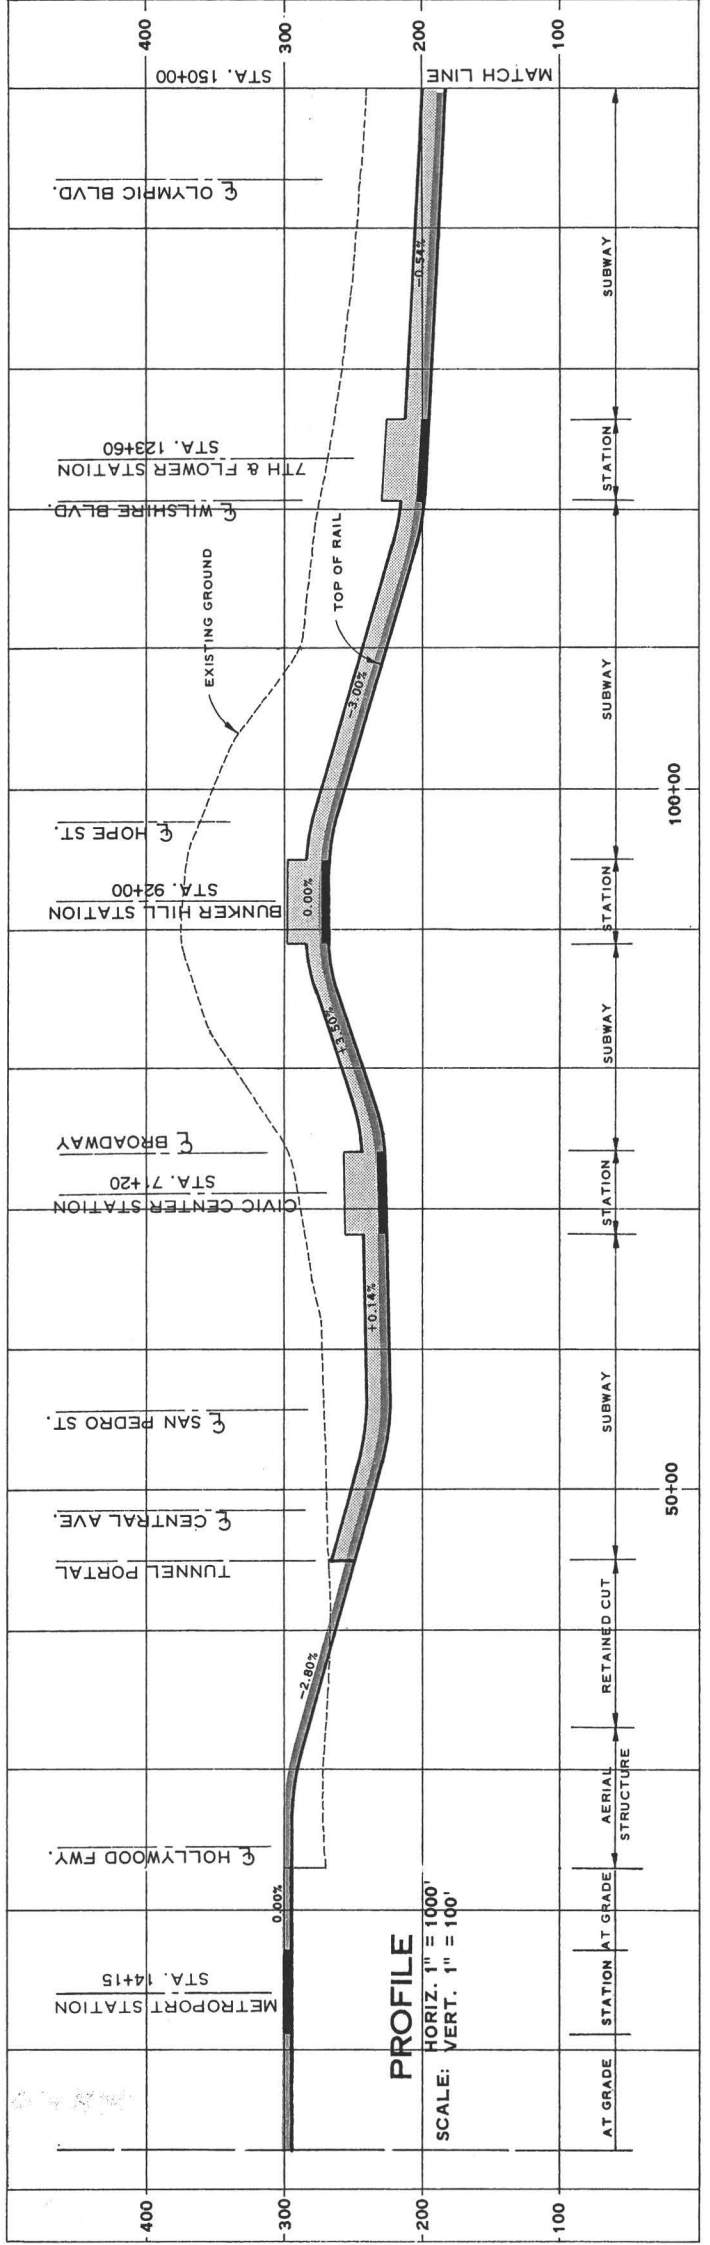 400
300
200
100
METROPORT STATION
STA. 14+15
℄ HOLLYWOOD FWY.
TUNNEL PORTAL
℄ CENTRAL AVE.
℄ SAN PEDRO ST.
CIVIC CENTER STATION
STA. 71+20
℄ BROADWAY
BUNKER HILL STATION
STA. 92+00
℄ HOPE ST.
℄ WILSHIRE BLVD.
7TH & FLOWER STATION
STA. 123+60
℄ OLYMPIC BLVD.
STA. 150+00
MATCH LINE
400
300
200
100
EXISTING GROUND
TOP OF RAIL
0.00%
-2.80%
+0.14%
+3.50%
0.00%
-3.00%
-0.54%
PROFILE
SCALE: HORIZ. 1" = 1000'
VERT. 1" = 100'
AT GRADE
STATION
AT GRADE
AERIAL
STRUCTURE
RETAINED CUT
SUBWAY
STATION
SUBWAY
STATION
SUBWAY
STATION
SUBWAY
50+00
100+00